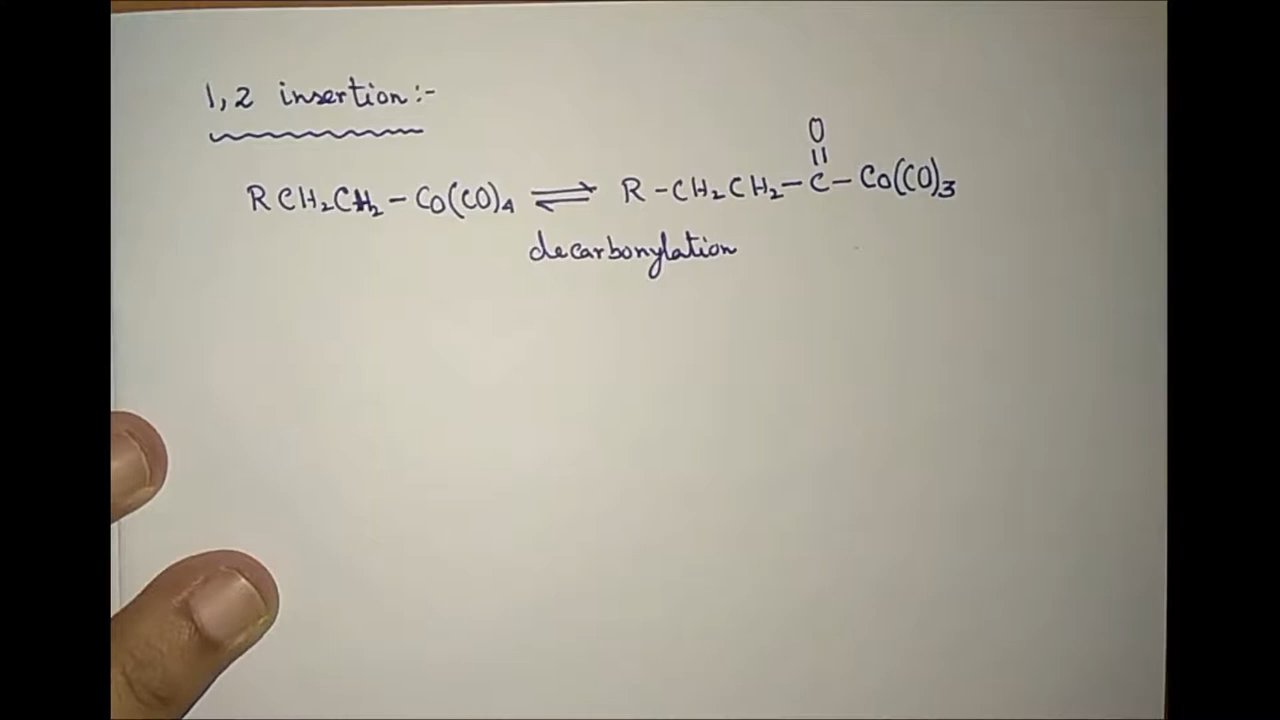 1,2 insertion:-
O
RCH₂CH₂-Co(CO)₄ ⇌ R-CH₂CH₂-C-Co(CO)₃
decarbonylation